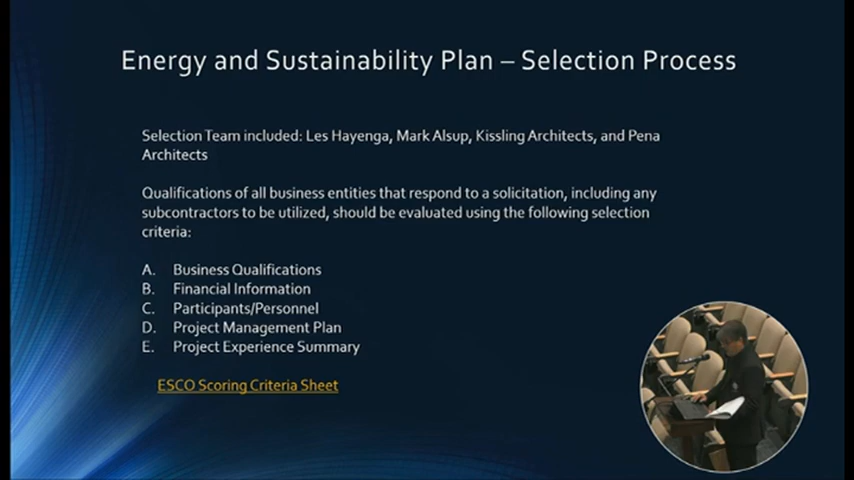 Energy and Sustainability Plan – Selection Process
Selection Team included: Les Hayenga, Mark Alsup, Kissling Architects, and Pena
Architects
Qualifications of all business entities that respond to a solicitation, including any
subcontractors to be utilized, should be evaluated using the following selection
criteria:
A. Business Qualifications
B. Financial Information
C. Participants/Personnel
D. Project Management Plan
E. Project Experience Summary
ESCO Scoring Criteria Sheet